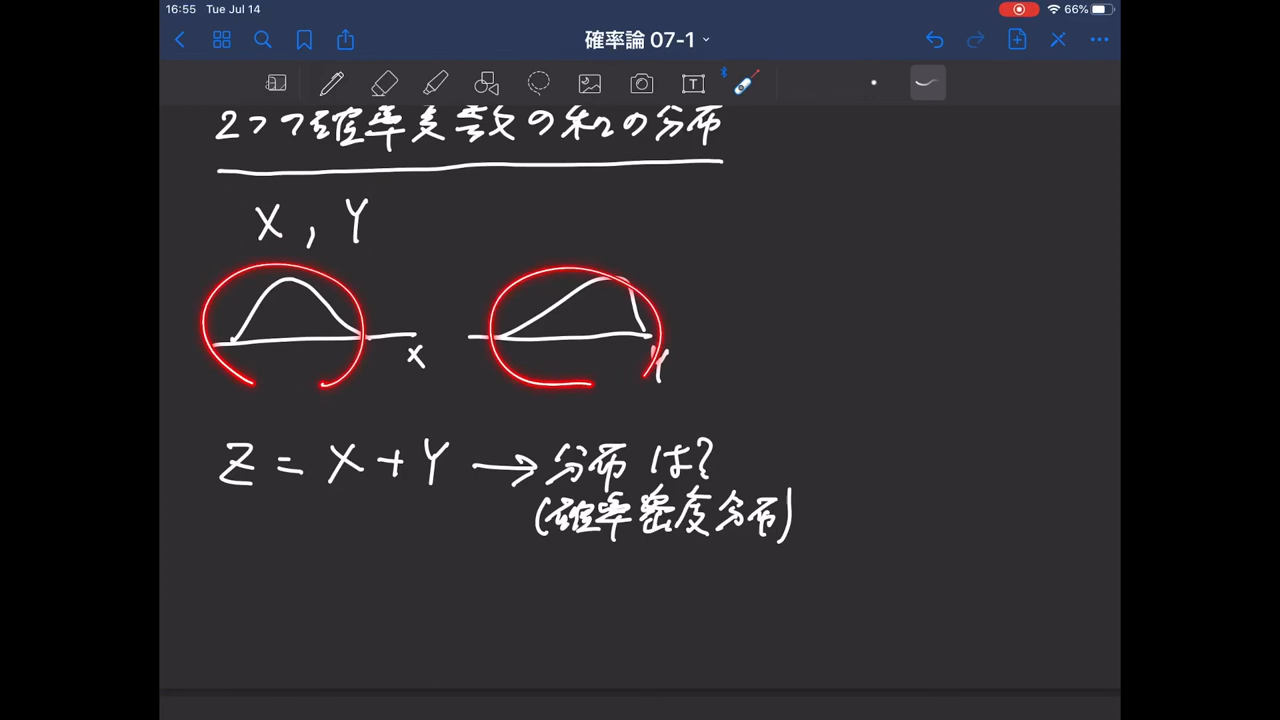 16:55 Tue Jul 14
66%
確率論 07-1
T
2つの確率変数の和の分布
X, Y
X
Y
Z = X + Y → 分布は?
(確率密度分布)